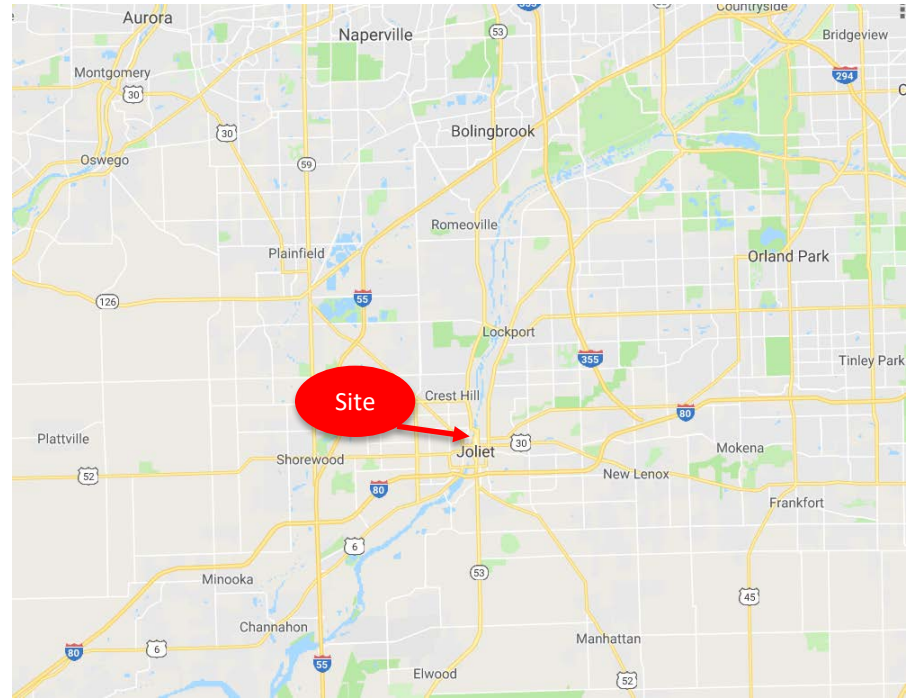 Aurora
Countryside
355
Naperville
53
Bridgeview
Montgomery
294
30
Bolingbrook
30
Oswego
59
Romeoville
Plainfield
Orland Park
126
55
Lockport
355
Tinley Park
Site
Crest Hill
80
Plattville
30
Joliet
Mokena
Shorewood
52
New Lenox
80
Frankfort
6
53
Minooka
45
Channahon
Manhattan
80
6
55
Elwood
52